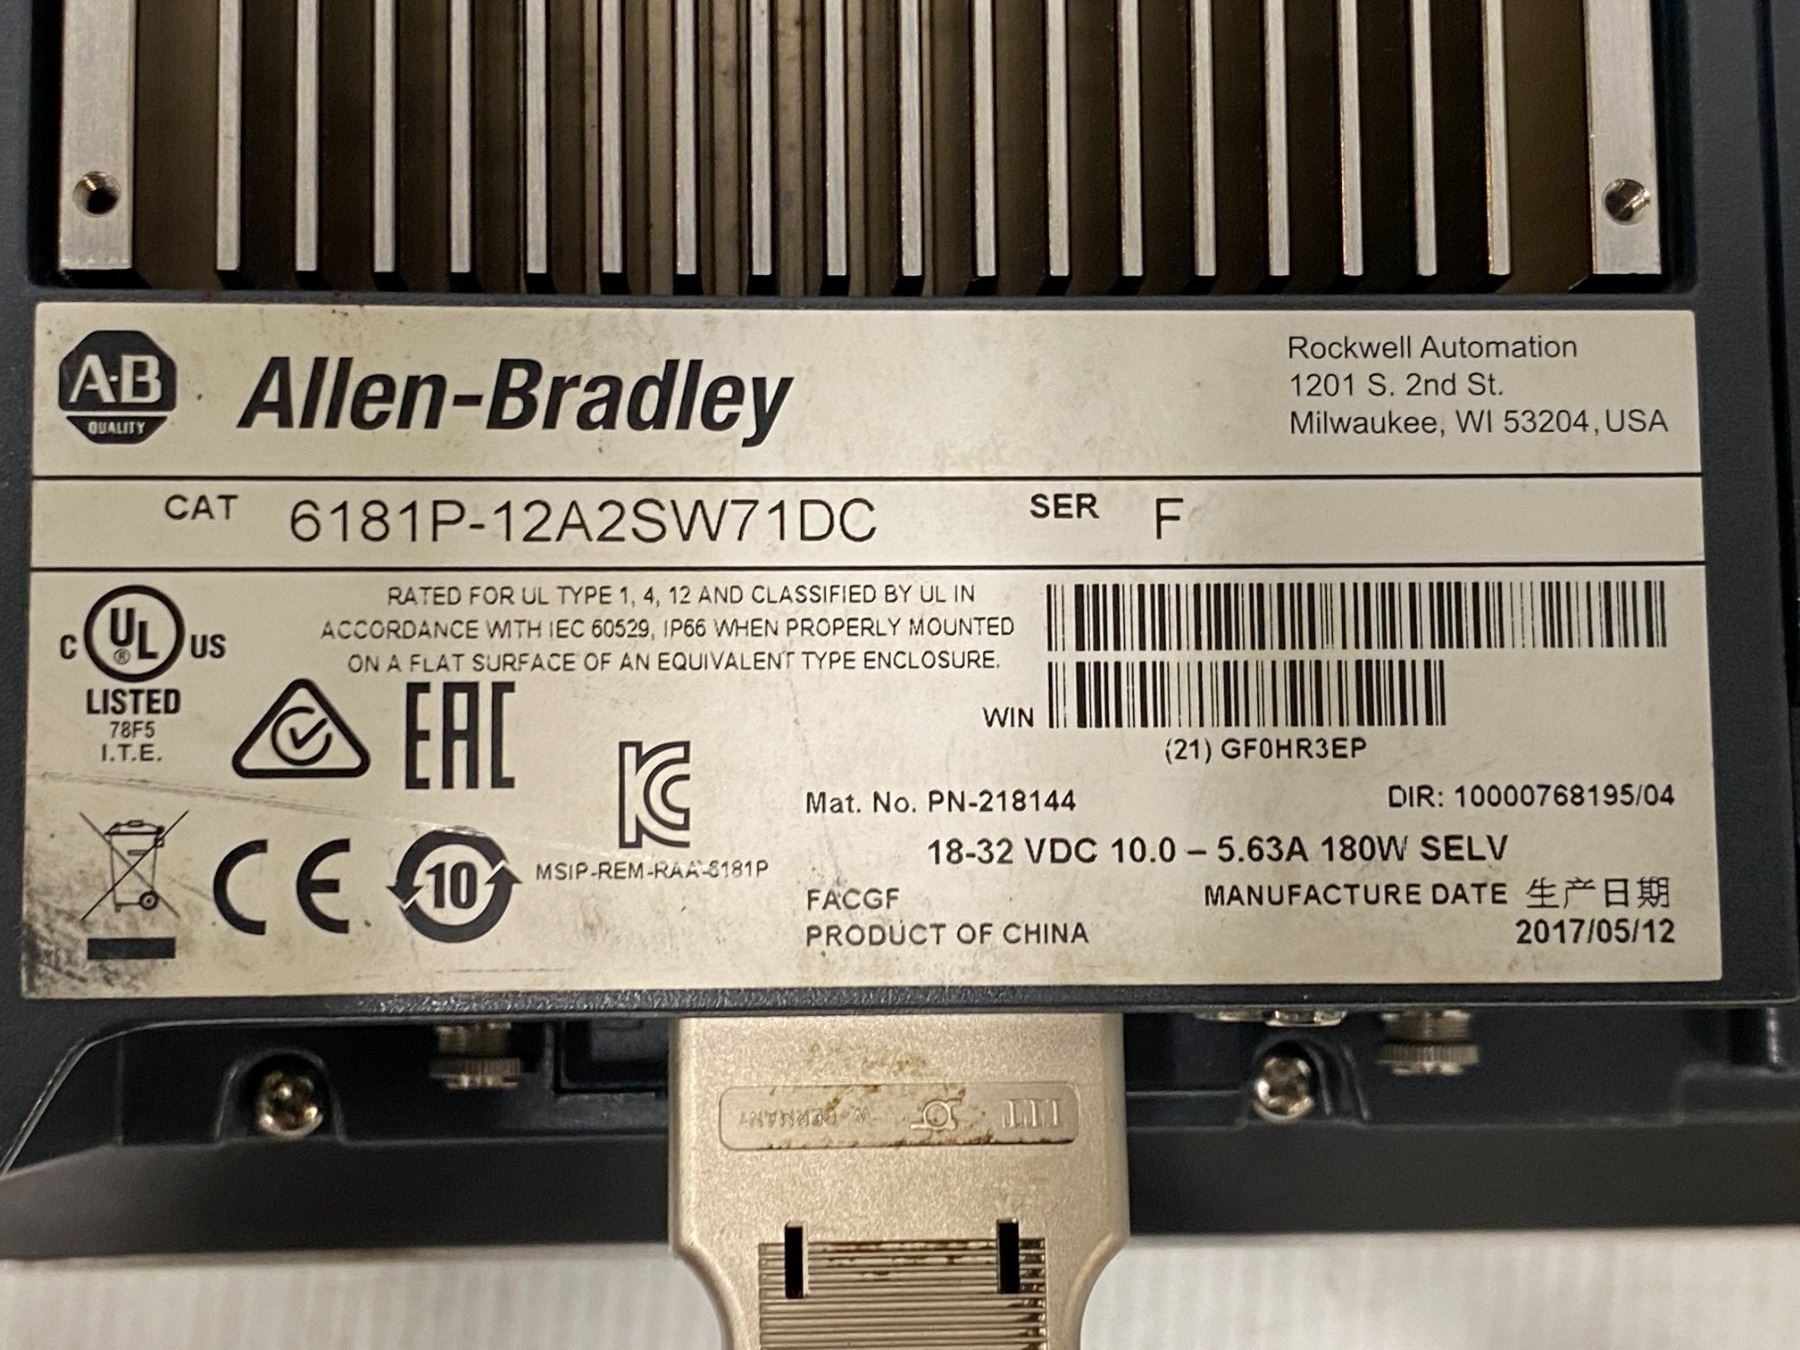 A-B
QUALITY
Allen-Bradley
Rockwell Automation
1201 S. 2nd St.
Milwaukee, WI 53204, USA
CAT 6181P-12A2SW71DC SER F
C UL ® US
LISTED
78F5
I.T.E.
RATED FOR UL TYPE 1, 4, 12 AND CLASSIFIED BY UL IN
ACCORDANCE WITH IEC 60529, IP66 WHEN PROPERLY MOUNTED
ON A FLAT SURFACE OF AN EQUIVALENT TYPE ENCLOSURE.
WIN
(21) GF0HR3EP
EAC
KC
MSIP-REM-RAA-6181P
CE
10
Mat. No. PN-218144
DIR: 10000768195/04
18-32 VDC 10.0 – 5.63A 180W SELV
FACGF
PRODUCT OF CHINA
MANUFACTURE DATE 生产日期
2017/05/12
ITT
W-GERMANY